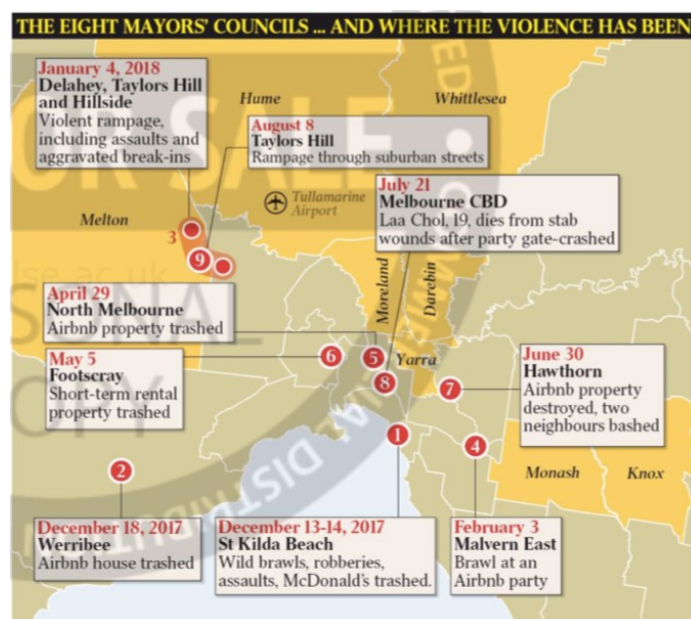 THE EIGHT MAYORS' COUNCILS ... AND WHERE THE VIOLENCE HAS BEEN
January 4, 2018
Delahey, Taylors Hill
and Hillside
Violent rampage,
including assaults and
aggravated break-ins
Hume
Whittlesea
August 8
Taylors Hill
Rampage through suburban streets
Tullamarine
Airport
July 21
Melbourne CBD
Laa Chol, 19, dies from stab
wounds after party gate-crashed
Melton
3
9
Moreland
Darebin
April 29
North Melbourne
Airbnb property trashed
6
5
Yarra
May 5
Footscray
Short-term rental
property trashed
8
7
June 30
Hawthorn
Airbnb property
destroyed, two
neighbours bashed
1
4
2
Monash
Knox
December 18, 2017
Werribee
Airbnb house trashed
December 13-14, 2017
St Kilda Beach
Wild brawls, robberies,
assaults, McDonald's trashed.
February 3
Malvern East
Brawl at an
Airbnb party
OR SALE
SONAL
OPY